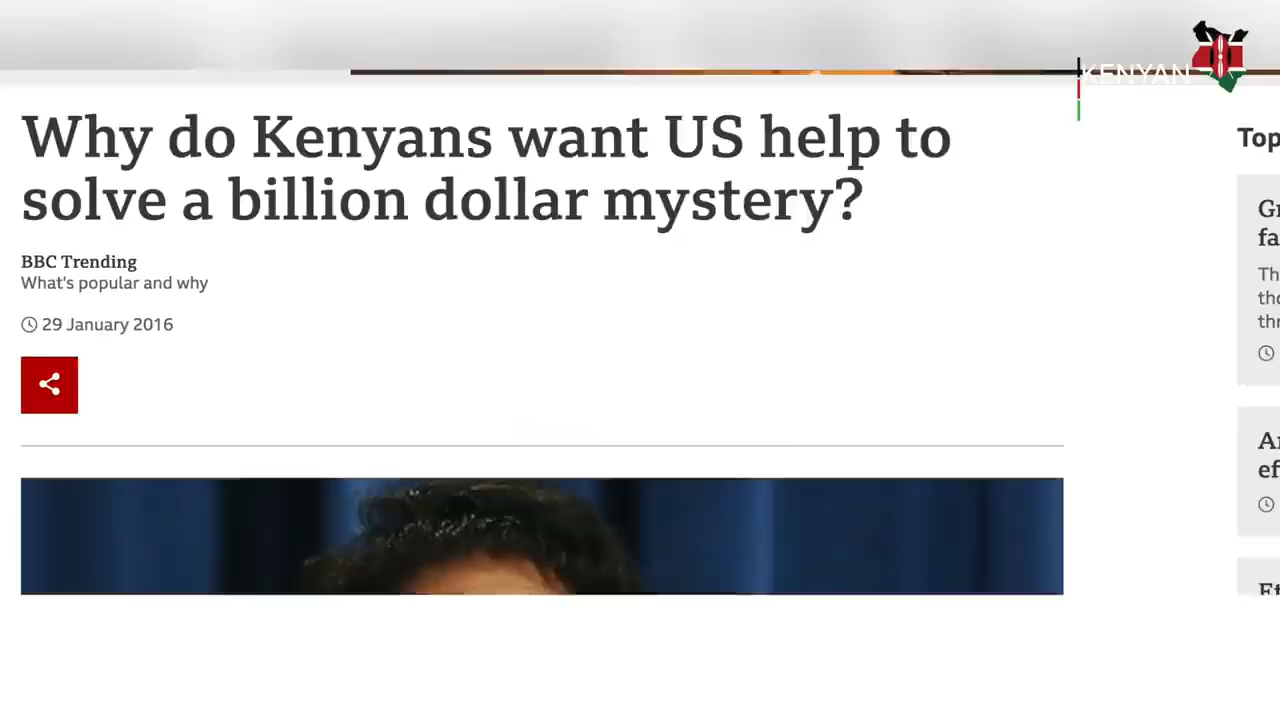 KENYAN
Why do Kenyans want US help to
solve a billion dollar mystery?
BBC Trending
What's popular and why
29 January 2016
Top